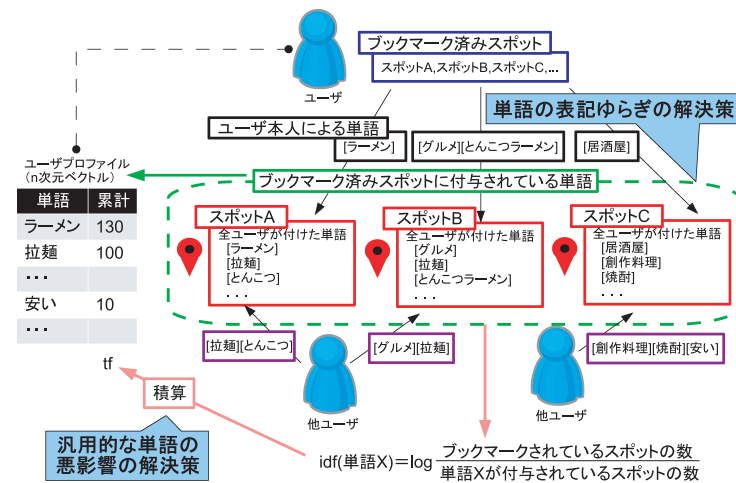 ブックマーク済みスポット
スポットA,スポットB,スポットC,...
ユーザ
単語の表記ゆらぎの解決策
ユーザ本人による単語
[ラーメン]
[グルメ][とんこつラーメン]
[居酒屋]
ユーザプロファイル
(n次元ベクトル)
ブックマーク済みスポットに付与されている単語
単語 累計
ラーメン 130
拉麺 100
・・・
安い 10
・・・
スポットA
全ユーザが付けた単語
[ラーメン]
[拉麺]
[とんこつ]
. . .
スポットB
全ユーザが付けた単語
[グルメ]
[拉麺]
[とんこつラーメン]
. . .
スポットC
全ユーザが付けた単語
[居酒屋]
[創作料理]
[焼酎]
. . .
[拉麺][とんこつ]
[グルメ][拉麺]
[創作料理][焼酎][安い]
他ユーザ
他ユーザ
tf
積算
汎用的な単語の
悪影響の解決策
idf(単語X)=log
ブックマークされているスポットの数
単語Xが付与されているスポットの数